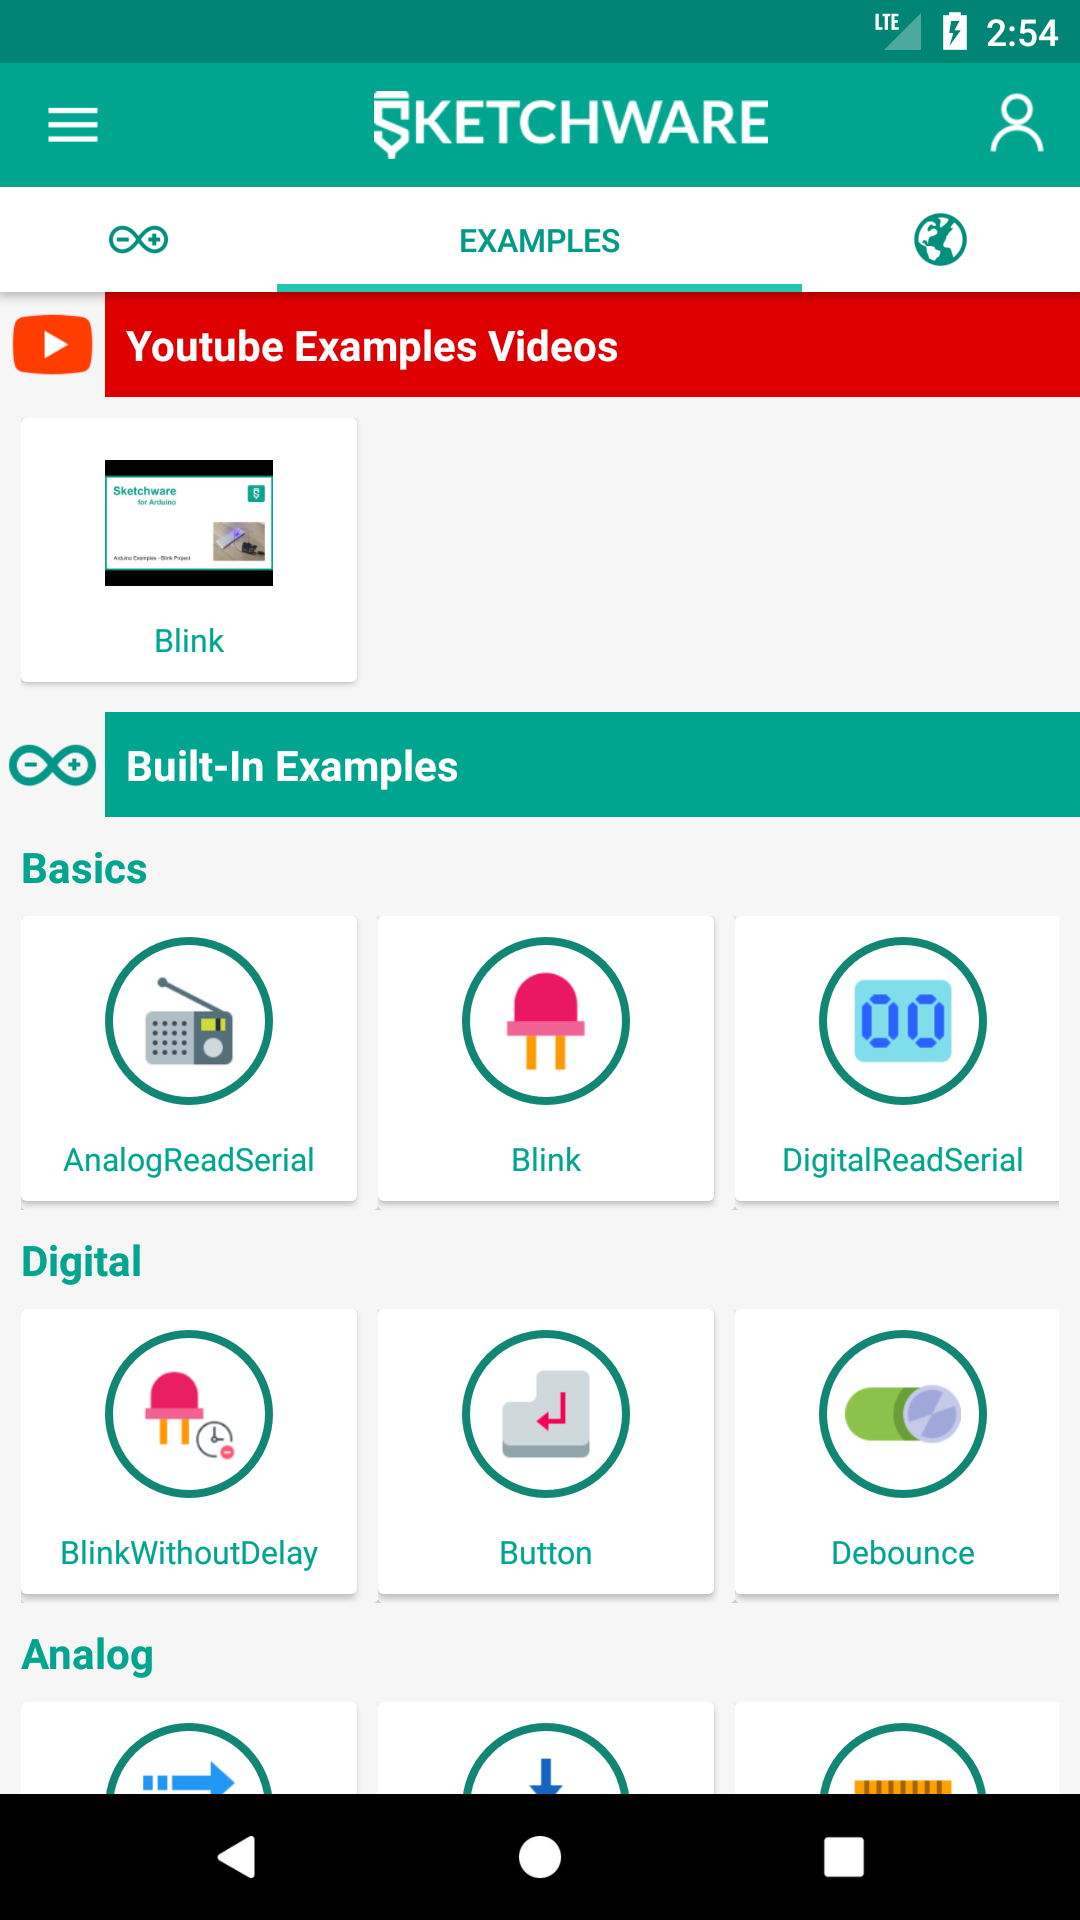 LTE 2:54
SKETCHWARE
EXAMPLES
Youtube Examples Videos
Sketchware
for Arduino
Arduino Examples - Blink Project
Blink
Built-In Examples
Basics
AnalogReadSerial
Blink
DigitalReadSerial
00
Digital
BlinkWithoutDelay
Button
Debounce
Analog